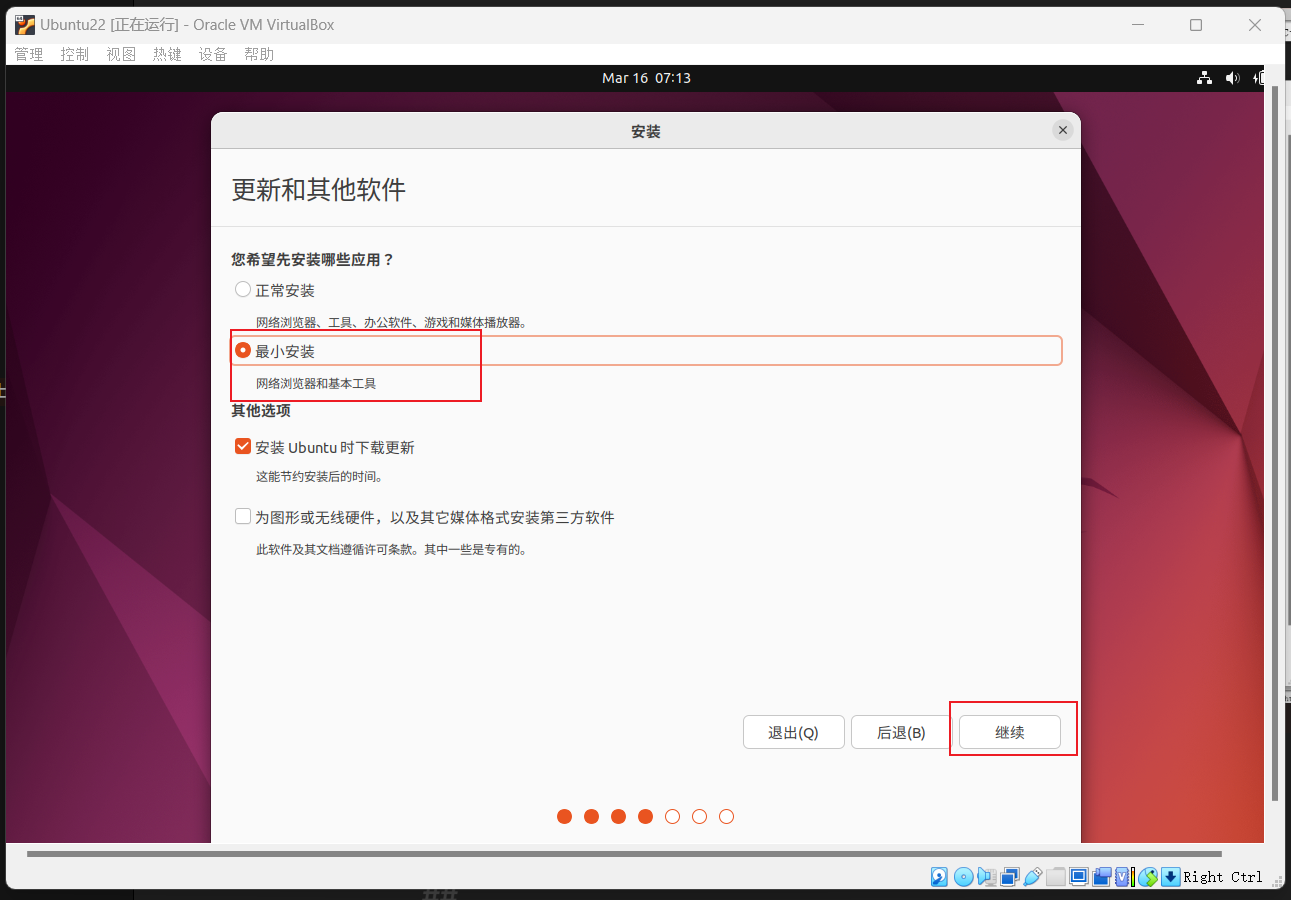 Ubuntu22 [正在运行] - Oracle VM VirtualBox
管理 控制 视图 热键 设备 帮助
Mar 16 07:13
安装
更新和其他软件
您希望先安装哪些应用？
正常安装
网络浏览器、工具、办公软件、游戏和媒体播放器。
最小安装
网络浏览器和基本工具
其他选项
安装 Ubuntu 时下载更新
这能节约安装后的时间。
为图形或无线硬件，以及其它媒体格式安装第三方软件
此软件及其文档遵循许可条款。其中一些是专有的。
退出(Q) 后退(B) 继续
Right Ctrl
##